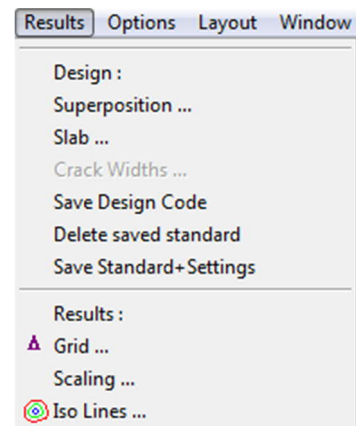 Results Options Layout Window
Design :
Superposition ...
Slab ...
Crack Widths ...
Save Design Code
Delete saved standard
Save Standard+Settings
Results :
Grid ...
Scaling ...
Iso Lines ...